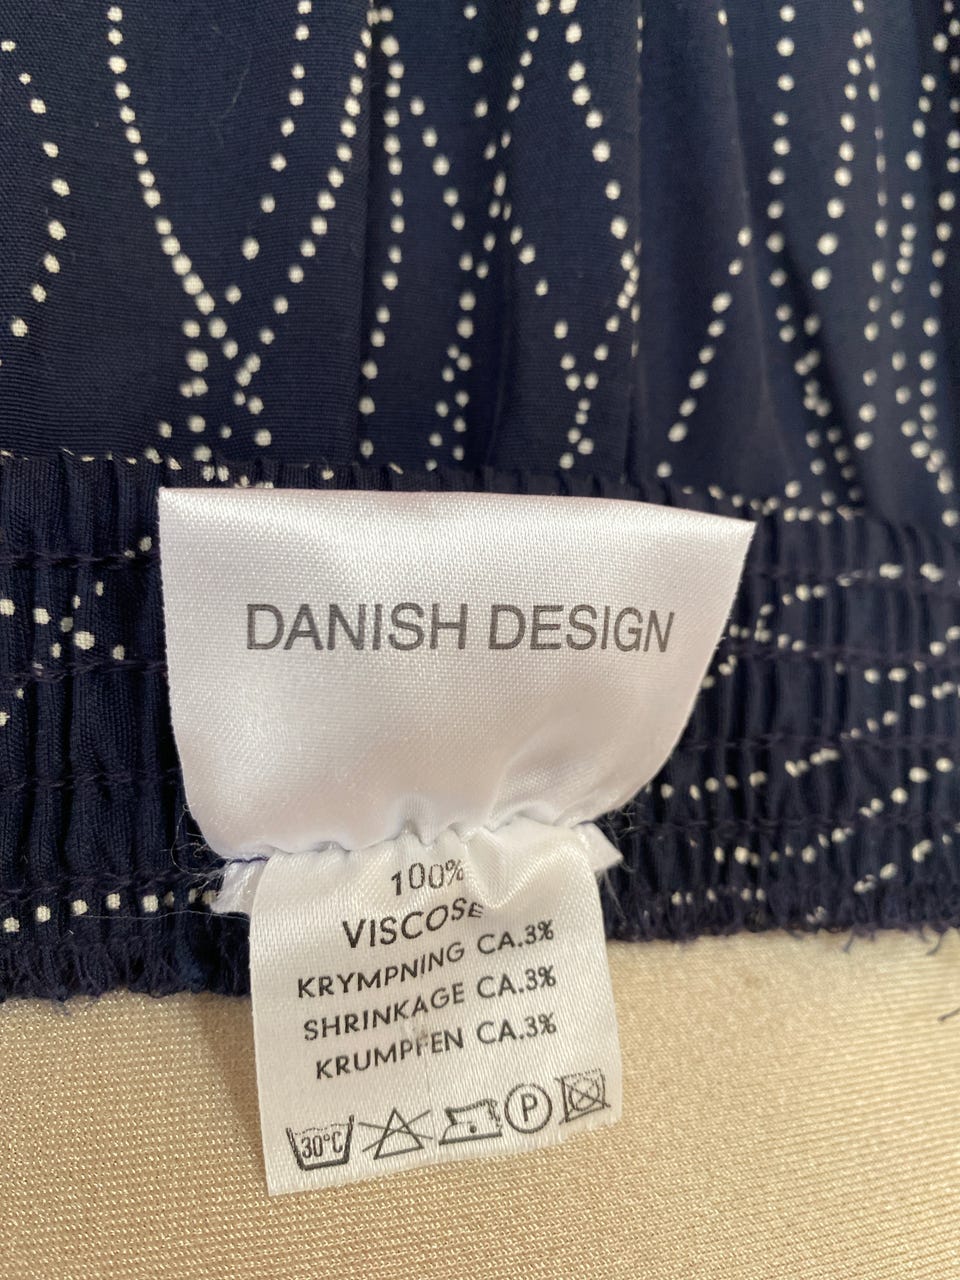 DANISH DESIGN
100%
VISCOSE
KRYMPNING CA.3%
SHRINKAGE CA.3%
KRUMPFEN CA.3%
30°C P